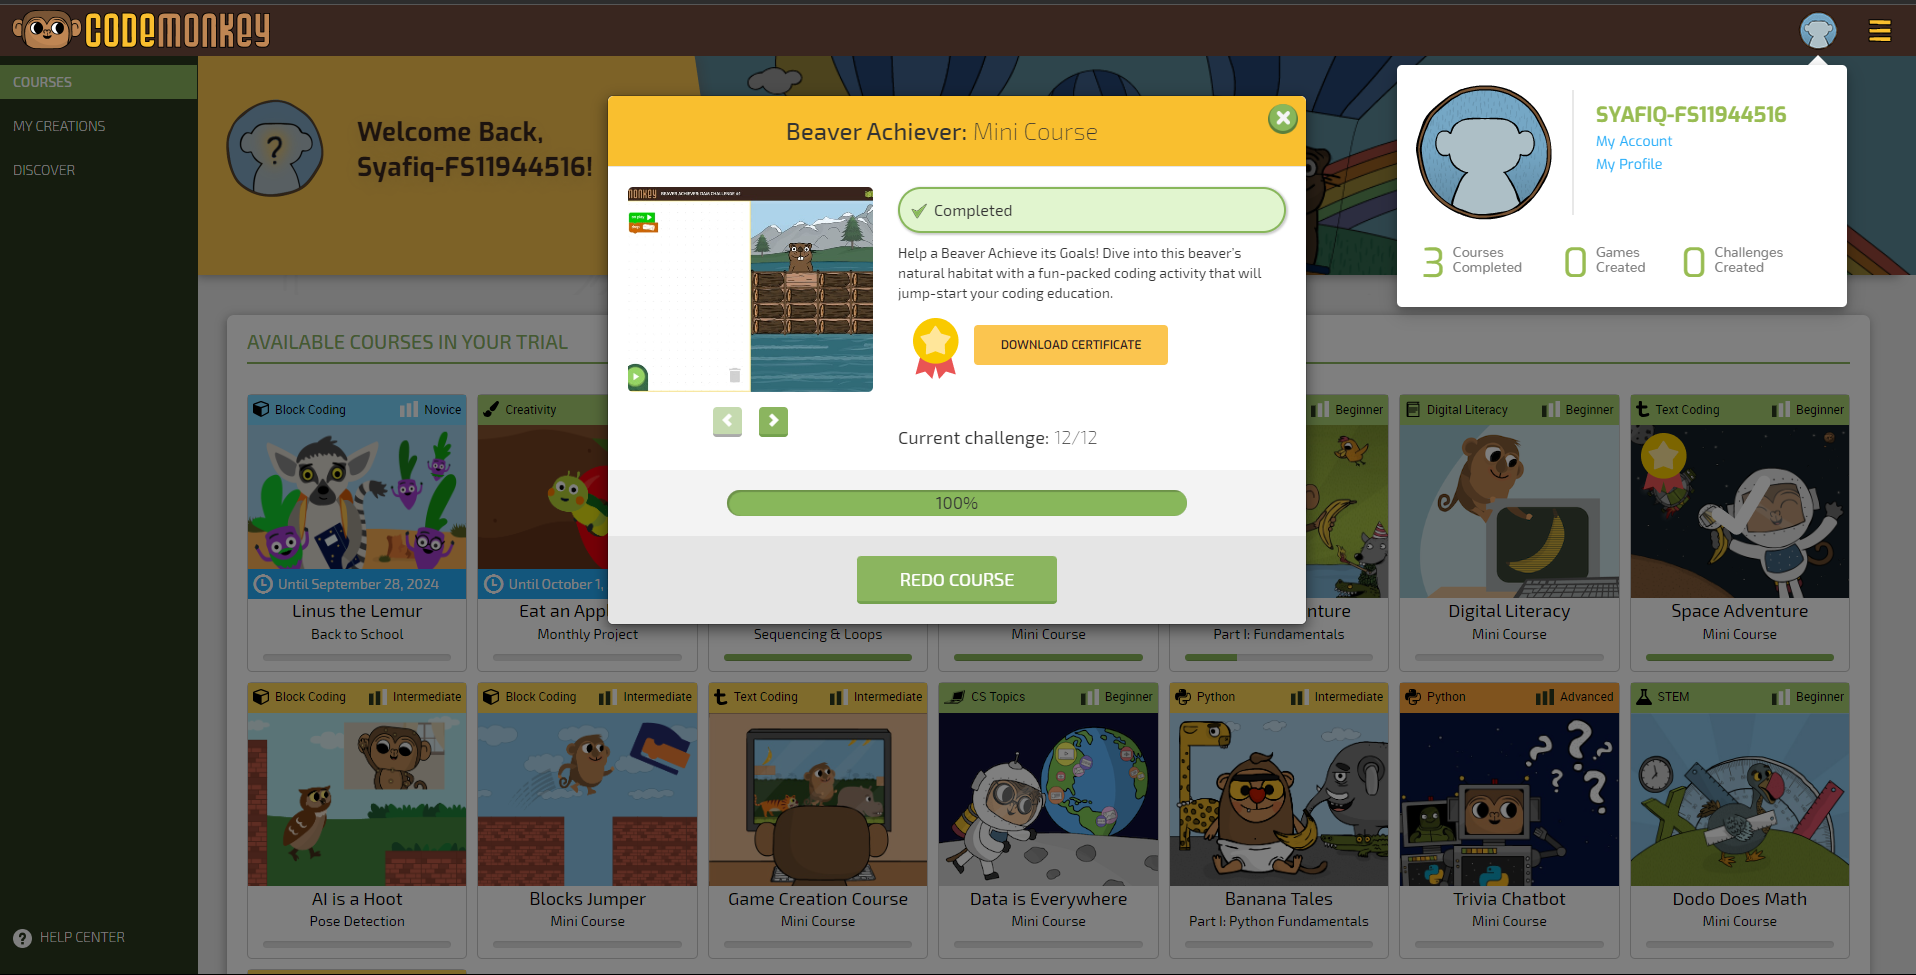 CODEMONKEY
COURSES
MY CREATIONS
DISCOVER
HELP CENTER
Welcome Back,
Syafiq-FS11944516!
SYAFIQ-FS11944516
My Account
My Profile
3 Courses Completed
0 Games Created
0 Challenges Created
Beaver Achiever: Mini Course
MONKEY BEAVER ACHIEVER DAM CHALLENGE #1
Completed
Help a Beaver Achieve its Goals! Dive into this beaver's
natural habitat with a fun-packed coding activity that will
jump-start your coding education.
DOWNLOAD CERTIFICATE
Current challenge: 12/12
100%
REDO COURSE
AVAILABLE COURSES IN YOUR TRIAL
Block Coding Novice
Until September 28, 2024
Linus the Lemur
Back to School
Creativity
Until October 1,
Eat an App
Monthly Project
Sequencing & Loops
Mini Course
Beginner
nture
Part I: Fundamentals
Digital Literacy Beginner
Digital Literacy
Mini Course
Text Coding Beginner
Space Adventure
Mini Course
Block Coding Intermediate
AI is a Hoot
Pose Detection
Block Coding Intermediate
Blocks Jumper
Mini Course
Text Coding Intermediate
Game Creation Course
Mini Course
CS Topics Beginner
Data is Everywhere
Mini Course
Python Intermediate
Banana Tales
Part I: Python Fundamentals
Python Advanced
Trivia Chatbot
Mini Course
STEM Beginner
Dodo Does Math
Mini Course